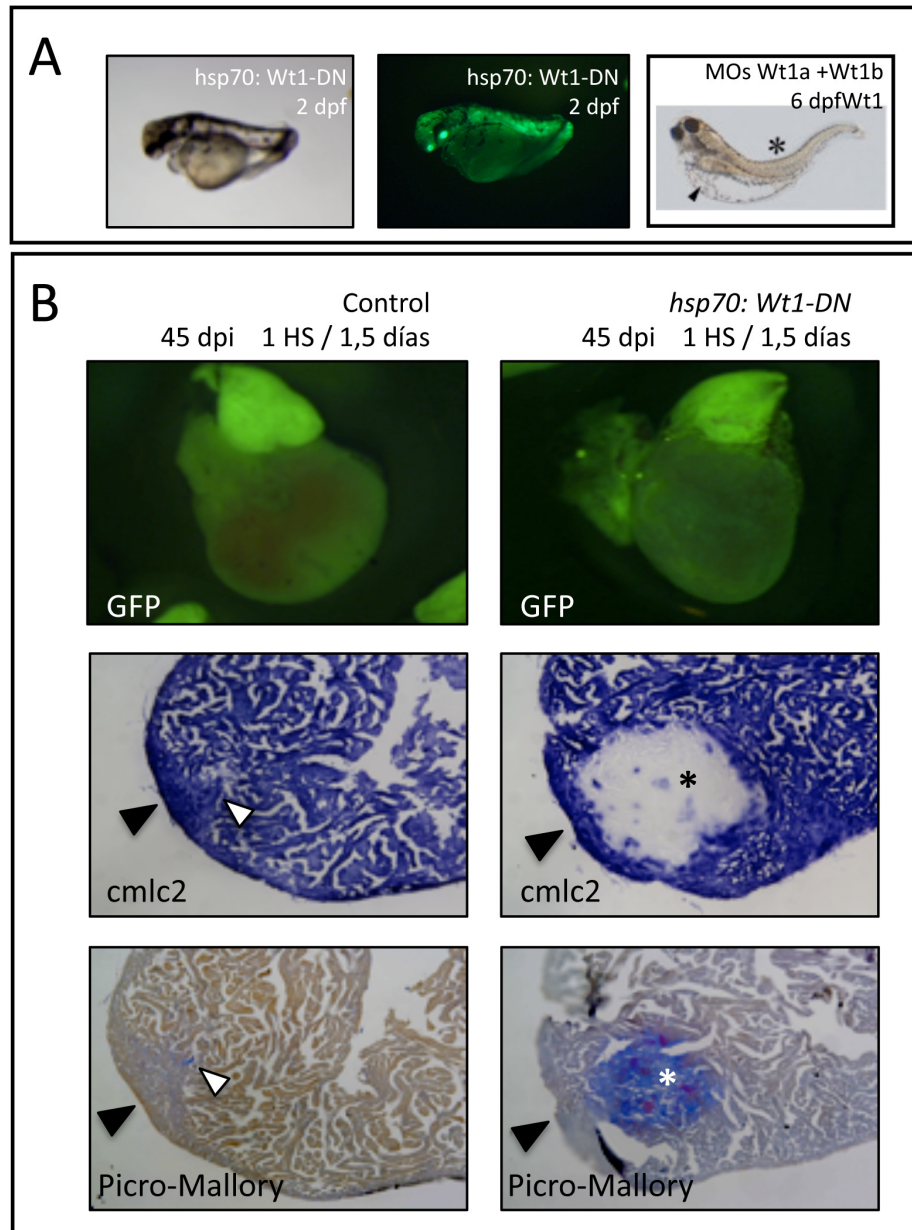 A
hsp70: Wt1-DN
2 dpf
hsp70: Wt1-DN
2 dpf
MOs Wt1a +Wt1b
6 dpfWt1
*
B
Control
45 dpi 1 HS / 1,5 días
hsp70: Wt1-DN
45 dpi 1 HS / 1,5 días
GFP
GFP
cmlc2
*
cmlc2
Picro-Mallory
*
Picro-Mallory